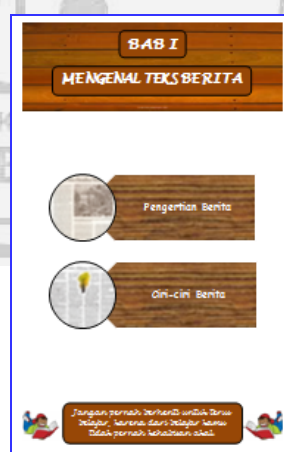 BAB I
MENGENAL TEKS BERITA
Pengertian Berita
Ciri-ciri Berita
Jangan pernah berhenti untuk terus
belajar, karena dari belajar kamu
tidak pernah kehabisan akal.